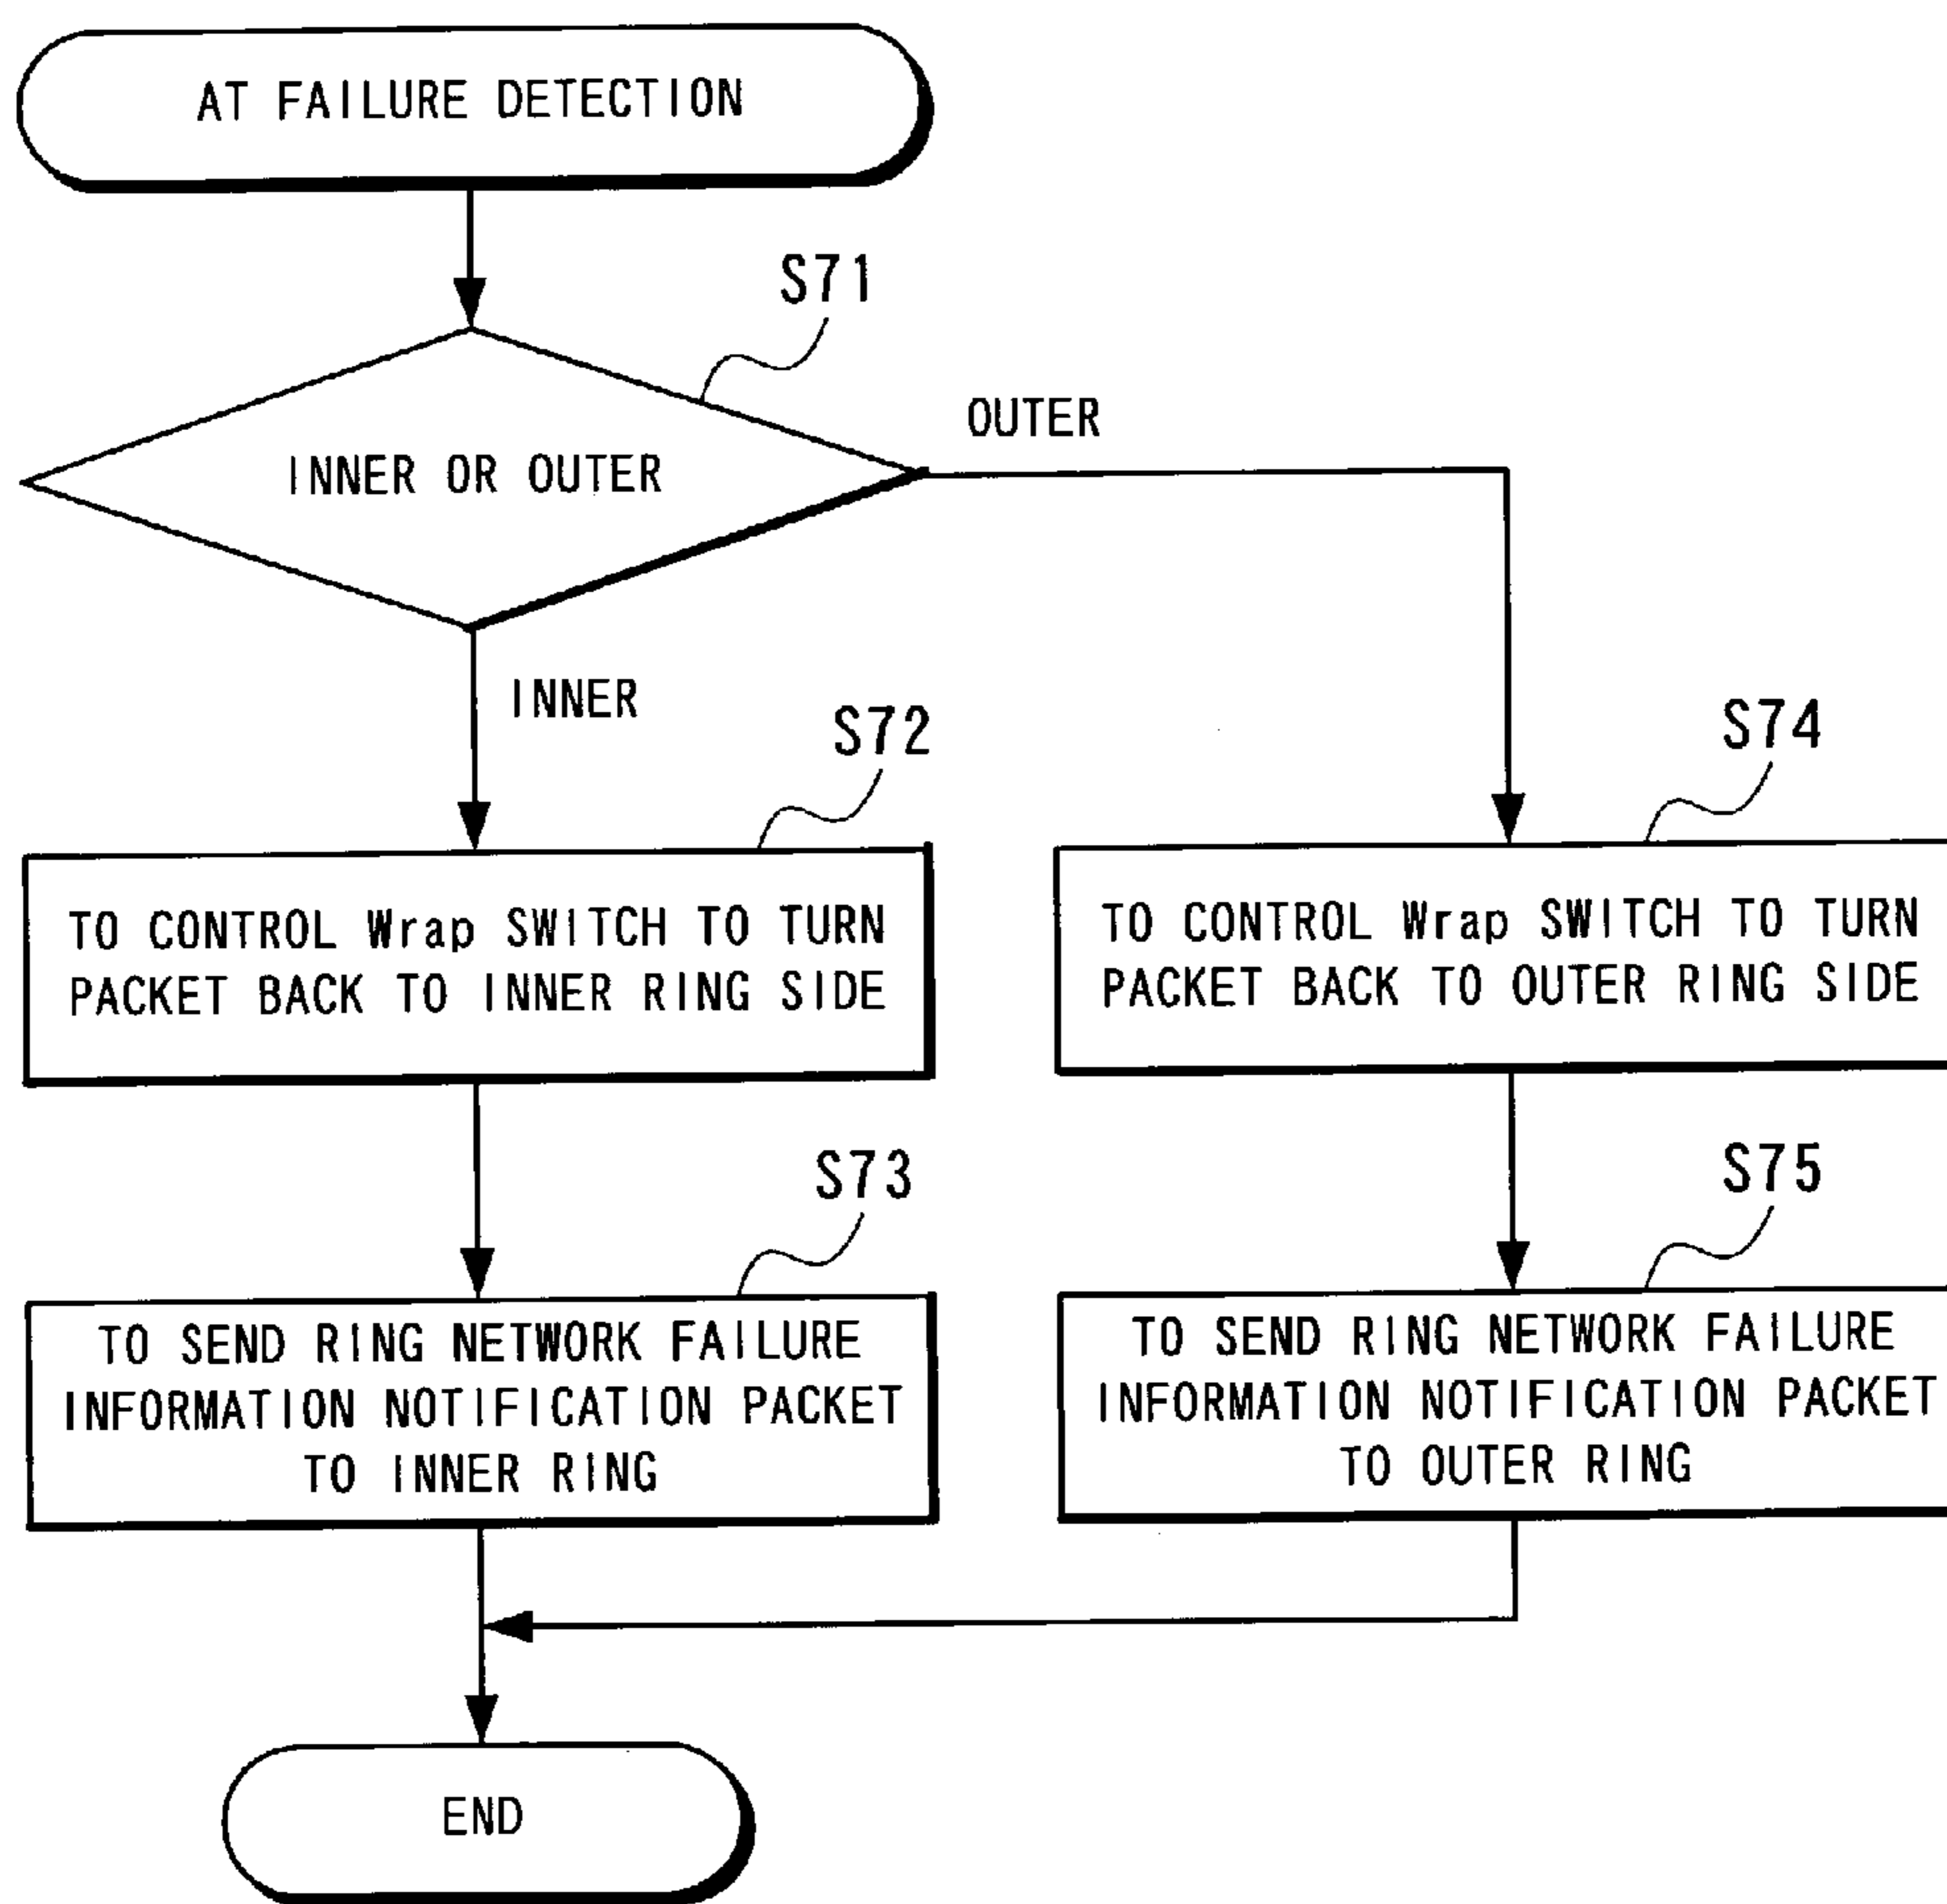 AT FAILURE DETECTION
S71
INNER OR OUTER
OUTER
INNER
S72
TO CONTROL Wrap SWITCH TO TURN
PACKET BACK TO INNER RING SIDE
S73
TO SEND RING NETWORK FAILURE
INFORMATION NOTIFICATION PACKET
TO INNER RING
S74
TO CONTROL Wrap SWITCH TO TURN
PACKET BACK TO OUTER RING SIDE
S75
TO SEND RING NETWORK FAILURE
INFORMATION NOTIFICATION PACKET
TO OUTER RING
END